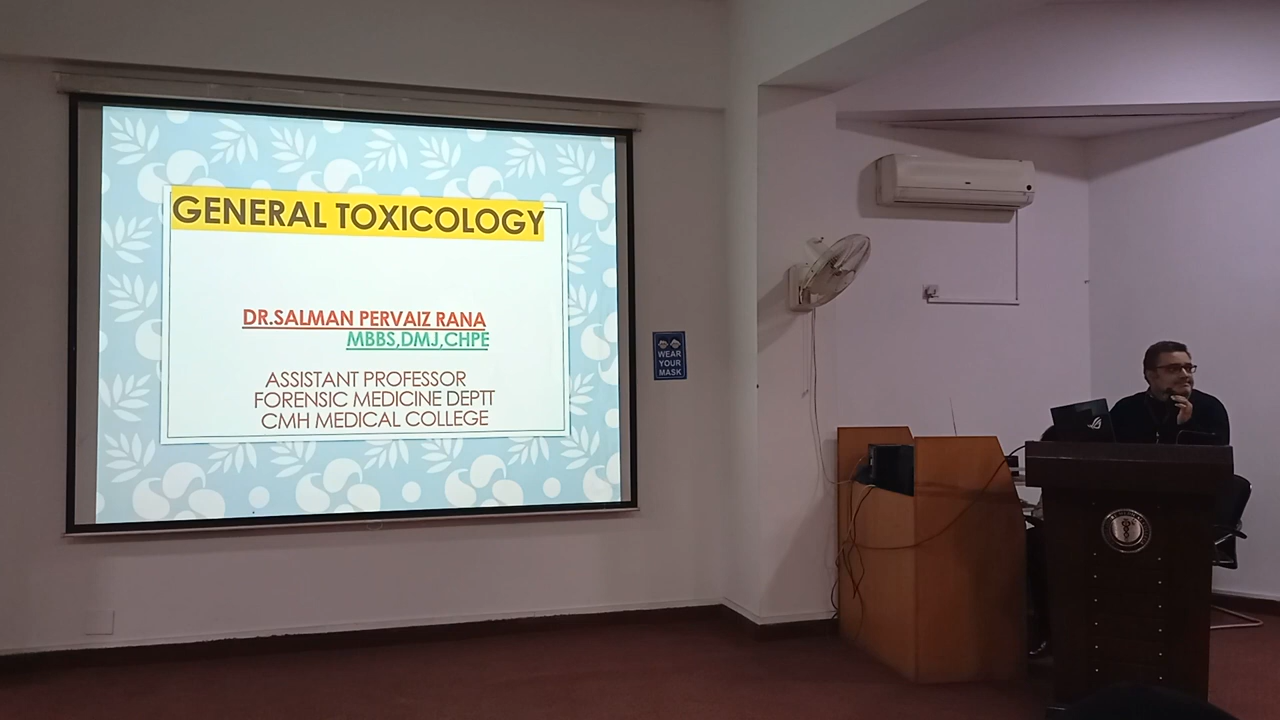 GENERAL TOXICOLOGY
DR.SALMAN PERVAIZ RANA
MBBS,DMJ,CHPE
ASSISTANT PROFESSOR
FORENSIC MEDICINE DEPTT
CMH MEDICAL COLLEGE
WEAR
YOUR
MASK